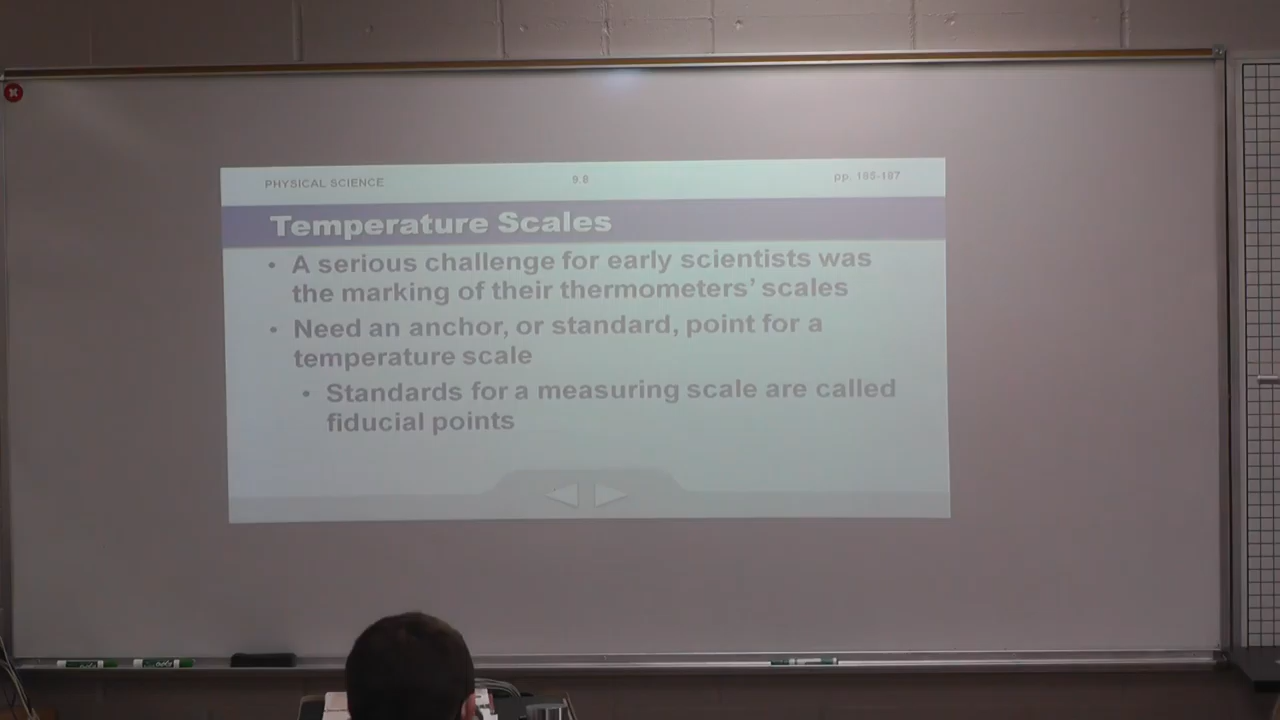 PHYSICAL SCIENCE 9.8 pp. 185-187
Temperature Scales
• A serious challenge for early scientists was
the marking of their thermometers' scales
• Need an anchor, or standard, point for a
temperature scale
• Standards for a measuring scale are called
fiducial points